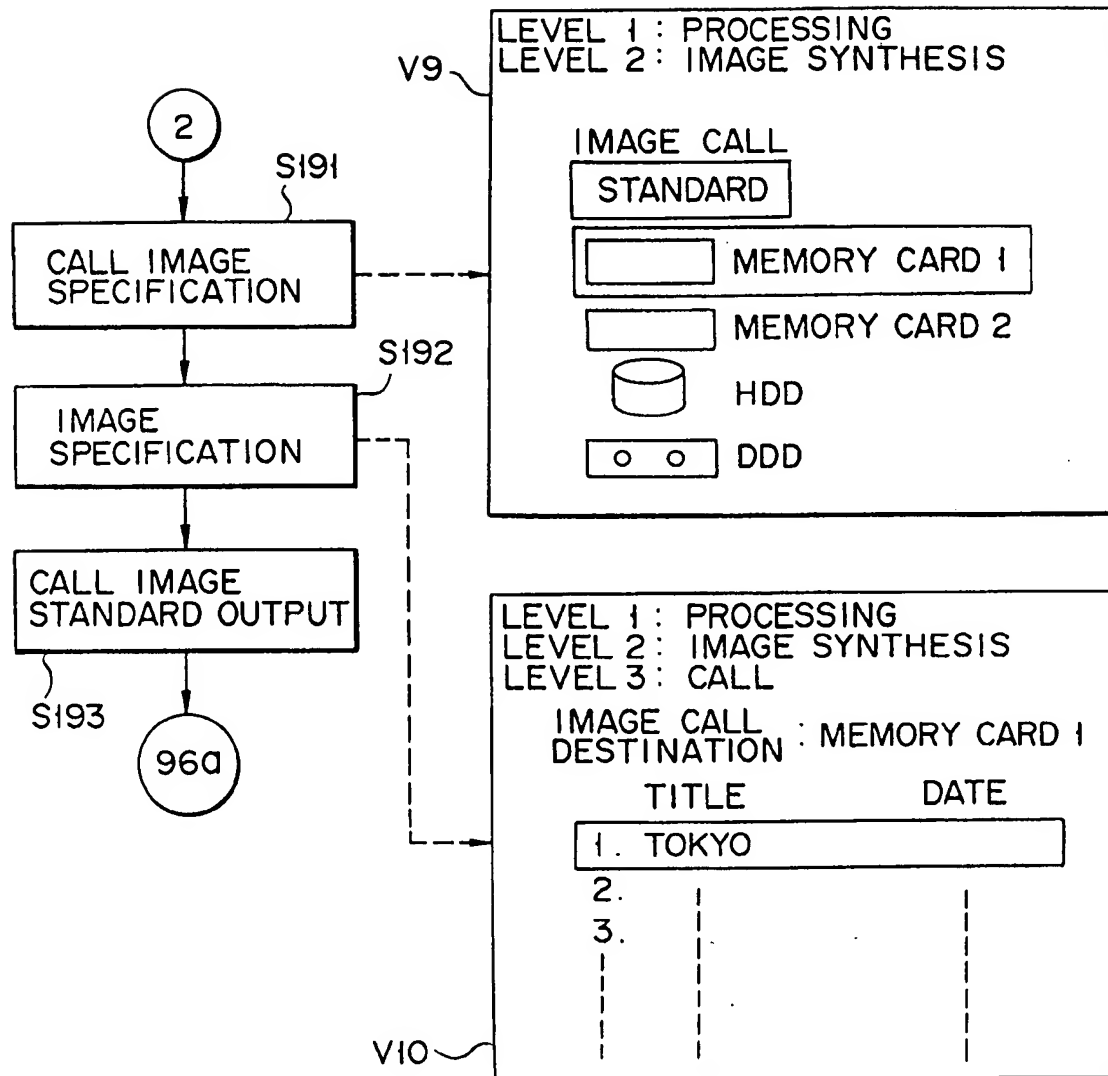 2
S191
CALL IMAGE
SPECIFICATION
S192
IMAGE
SPECIFICATION
CALL IMAGE
STANDARD OUTPUT
S193
96a
V9
LEVEL 1 : PROCESSING
LEVEL 2 : IMAGE SYNTHESIS
IMAGE CALL
STANDARD
MEMORY CARD 1
MEMORY CARD 2
HDD
DDD
V10
LEVEL 1 : PROCESSING
LEVEL 2 : IMAGE SYNTHESIS
LEVEL 3 : CALL
IMAGE CALL
DESTINATION : MEMORY CARD 1
TITLE DATE
1. TOKYO
2.
3.